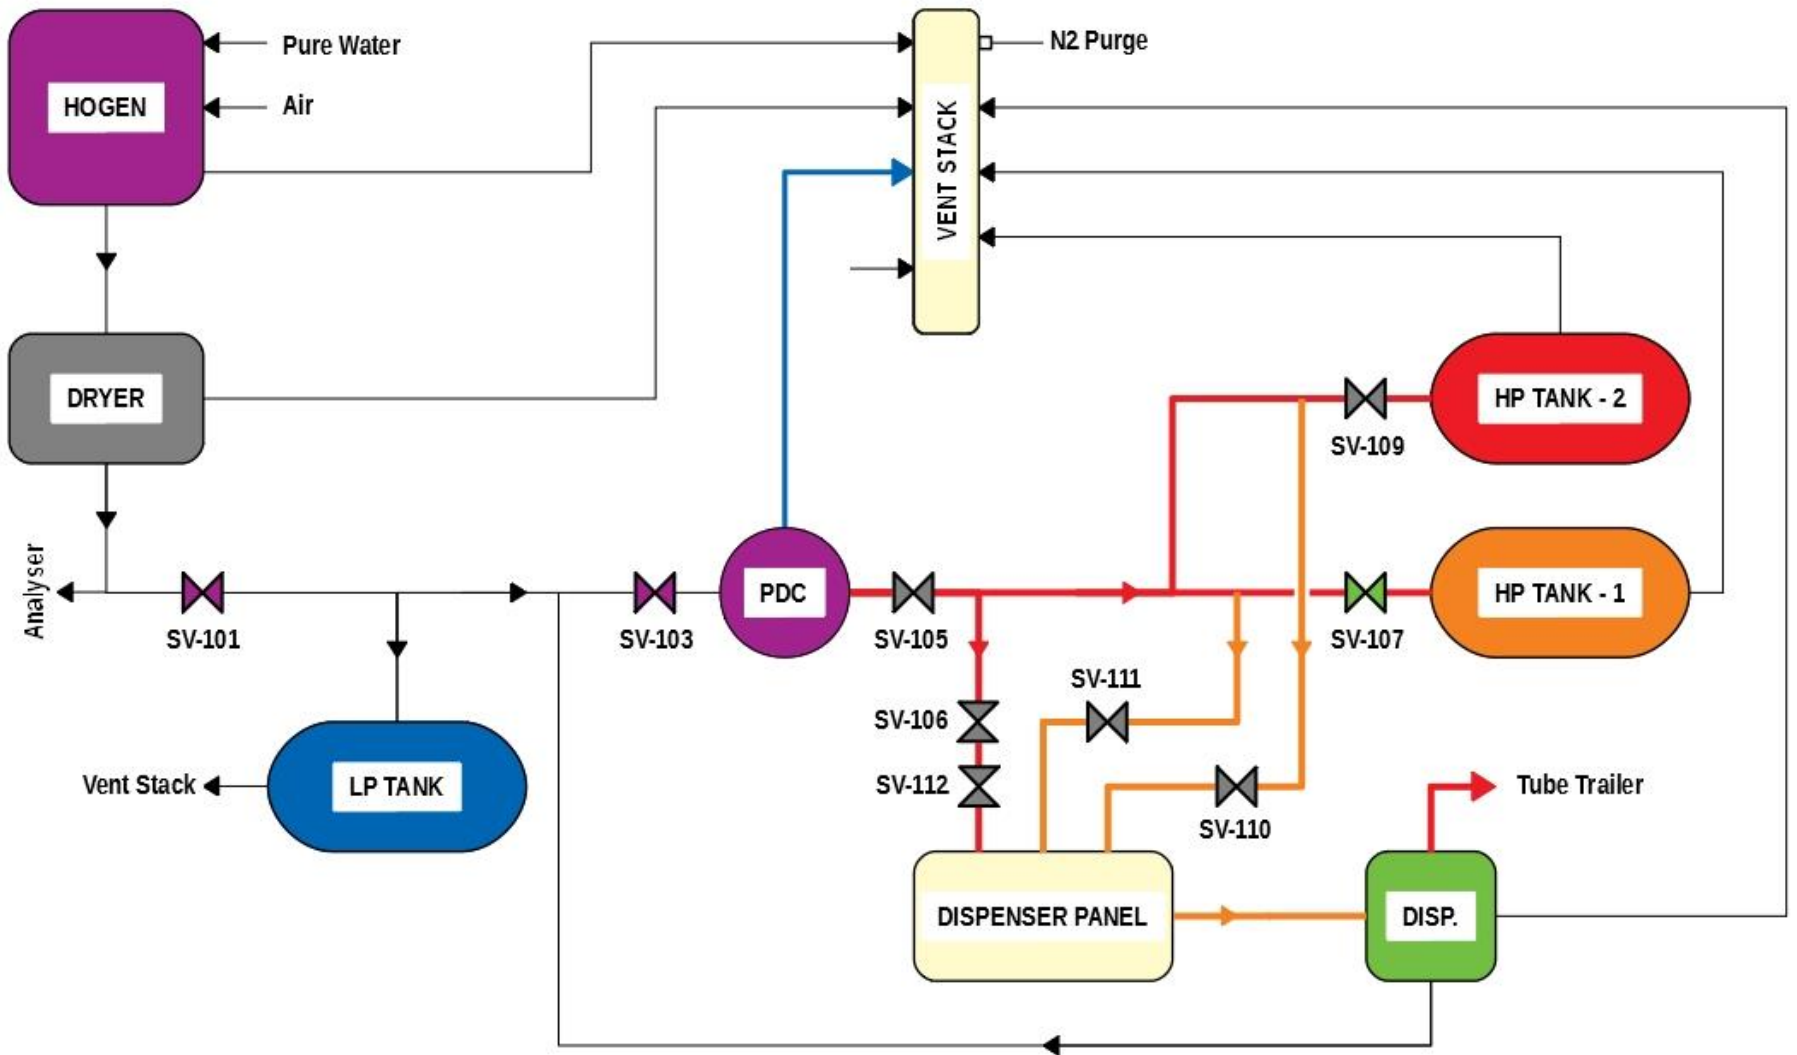 Pure Water
N2 Purge
HOGEN
Air
VENT STACK
DRYER
HP TANK - 2
SV-109
Analyser
PDC
HP TANK - 1
SV-101
SV-103
SV-105
SV-107
SV-111
SV-106
Vent Stack
LP TANK
SV-112
Tube Trailer
SV-110
DISPENSER PANEL
DISP.